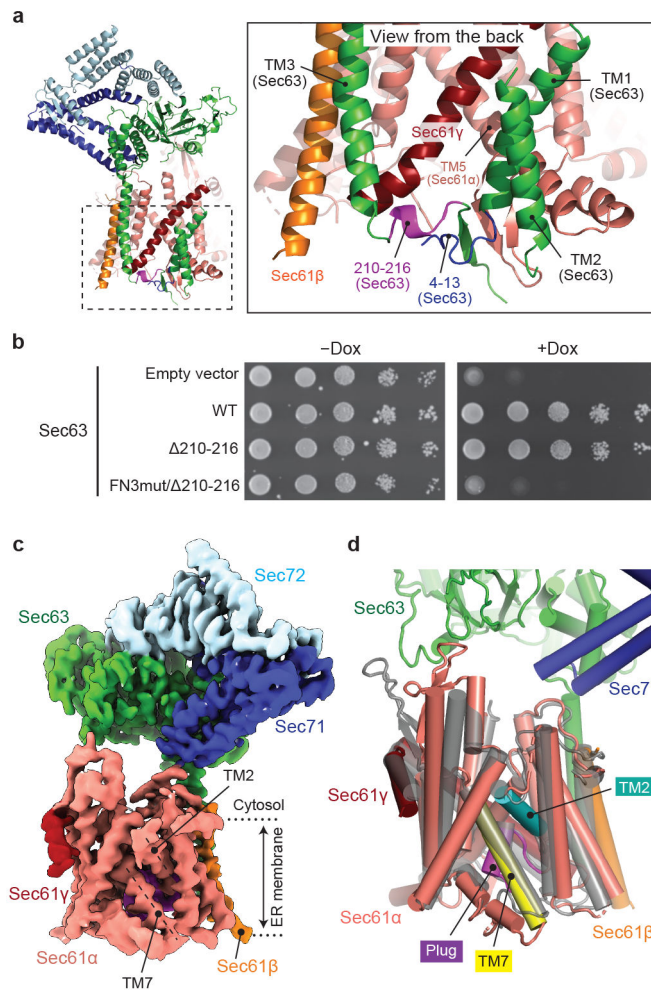 a
View from the back
TM3
(Sec63)
TM1
(Sec63)
Sec61γ
TM5
(Sec61α)
Sec61β
210-216
(Sec63)
4-13
(Sec63)
TM2
(Sec63)
b
−Dox
+Dox
Sec63
Empty vector
WT
Δ210-216
FN3mut/Δ210-216
c
Sec72
Sec63
Sec71
TM2
Cytosol
ER membrane
Sec61γ
Sec61α
TM7
Sec61β
d
Sec63
Sec7
Sec61γ
TM2
Sec61α
Plug
TM7
Sec61β